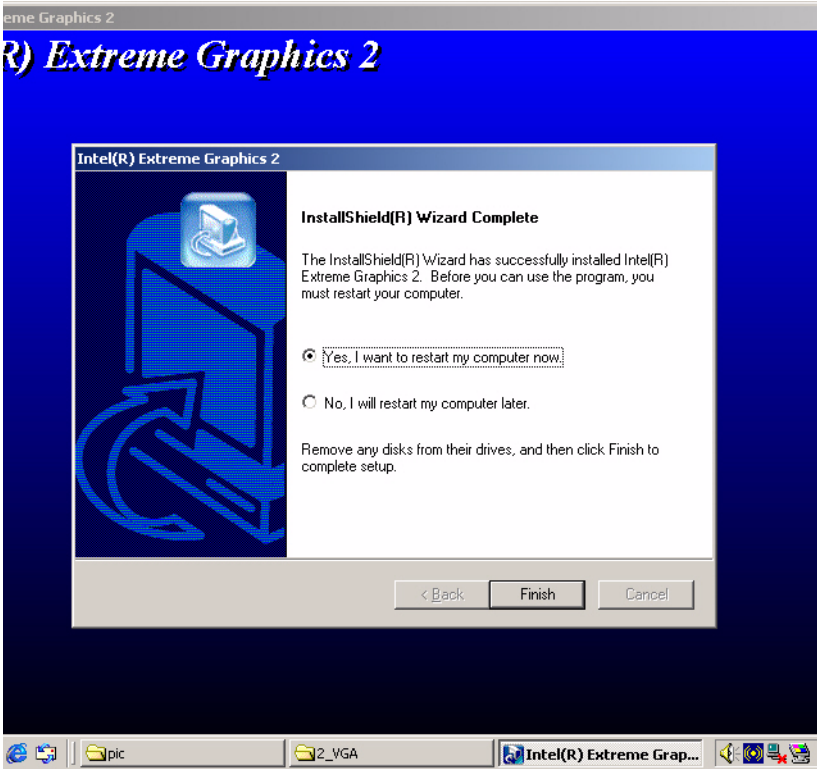 eme Graphics 2
R) Extreme Graphics 2
Intel(R) Extreme Graphics 2
InstallShield(R) Wizard Complete
The InstallShield(R) Wizard has successfully installed Intel(R)
Extreme Graphics 2.  Before you can use the program, you
must restart your computer.
Yes, I want to restart my computer now.
No, I will restart my computer later.
Remove any disks from their drives, and then click Finish to
complete setup.
< Back
Finish
Cancel
pic
2_VGA
Intel(R) Extreme Grap...